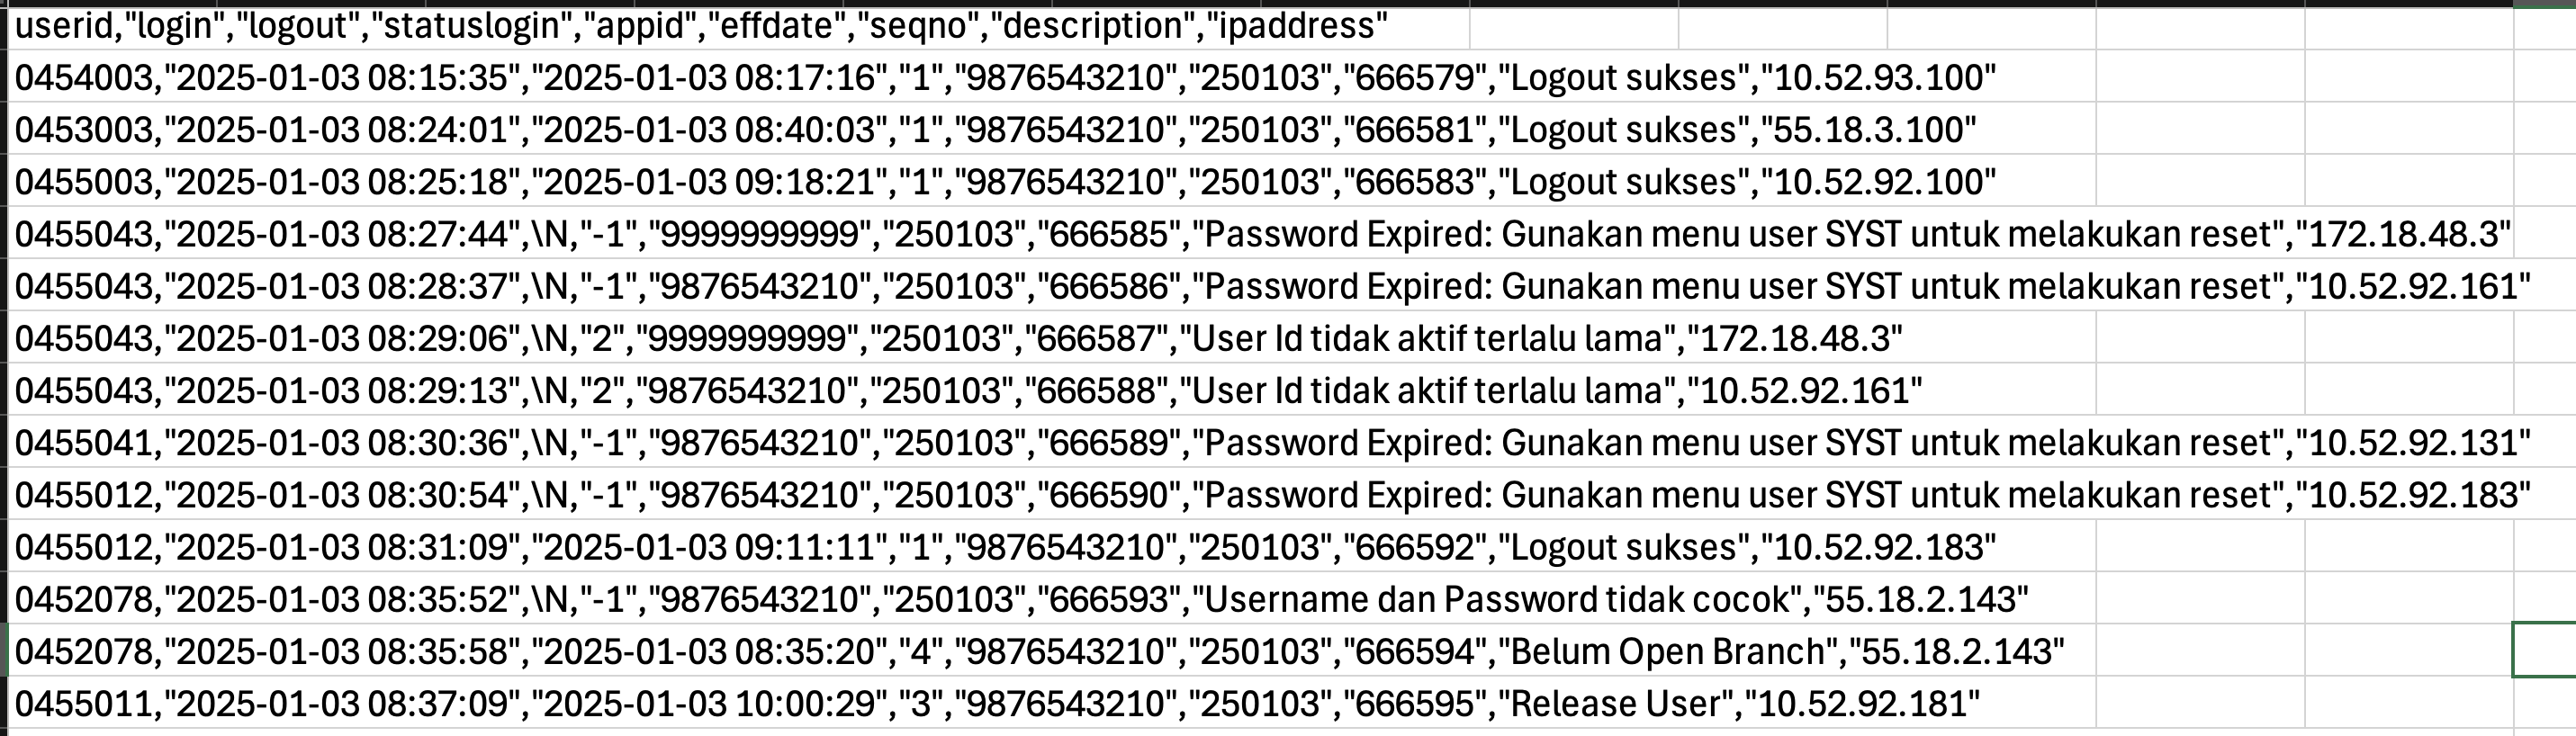 userid,"login","logout","statuslogin","appid","effdate","seqno","description","ipaddress"
0454003,"2025-01-03 08:15:35","2025-01-03 08:17:16","1","9876543210","250103","666579","Logout sukses","10.52.93.100"
0453003,"2025-01-03 08:24:01","2025-01-03 08:40:03","1","9876543210","250103","666581","Logout sukses","55.18.3.100"
0455003,"2025-01-03 08:25:18","2025-01-03 09:18:21","1","9876543210","250103","666583","Logout sukses","10.52.92.100"
0455043,"2025-01-03 08:27:44",\N,"-1","9999999999","250103","666585","Password Expired: Gunakan menu user SYST untuk melakukan reset","172.18.48.3"
0455043,"2025-01-03 08:28:37",\N,"-1","9876543210","250103","666586","Password Expired: Gunakan menu user SYST untuk melakukan reset","10.52.92.161"
0455043,"2025-01-03 08:29:06",\N,"2","9999999999","250103","666587","User Id tidak aktif terlalu lama","172.18.48.3"
0455043,"2025-01-03 08:29:13",\N,"2","9876543210","250103","666588","User Id tidak aktif terlalu lama","10.52.92.161"
0455041,"2025-01-03 08:30:36",\N,"-1","9876543210","250103","666589","Password Expired: Gunakan menu user SYST untuk melakukan reset","10.52.92.131"
0455012,"2025-01-03 08:30:54",\N,"-1","9876543210","250103","666590","Password Expired: Gunakan menu user SYST untuk melakukan reset","10.52.92.183"
0455012,"2025-01-03 08:31:09","2025-01-03 09:11:11","1","9876543210","250103","666592","Logout sukses","10.52.92.183"
0452078,"2025-01-03 08:35:52",\N,"-1","9876543210","250103","666593","Username dan Password tidak cocok","55.18.2.143"
0452078,"2025-01-03 08:35:58","2025-01-03 08:35:20","4","9876543210","250103","666594","Belum Open Branch","55.18.2.143"
0455011,"2025-01-03 08:37:09","2025-01-03 10:00:29","3","9876543210","250103","666595","Release User","10.52.92.181"